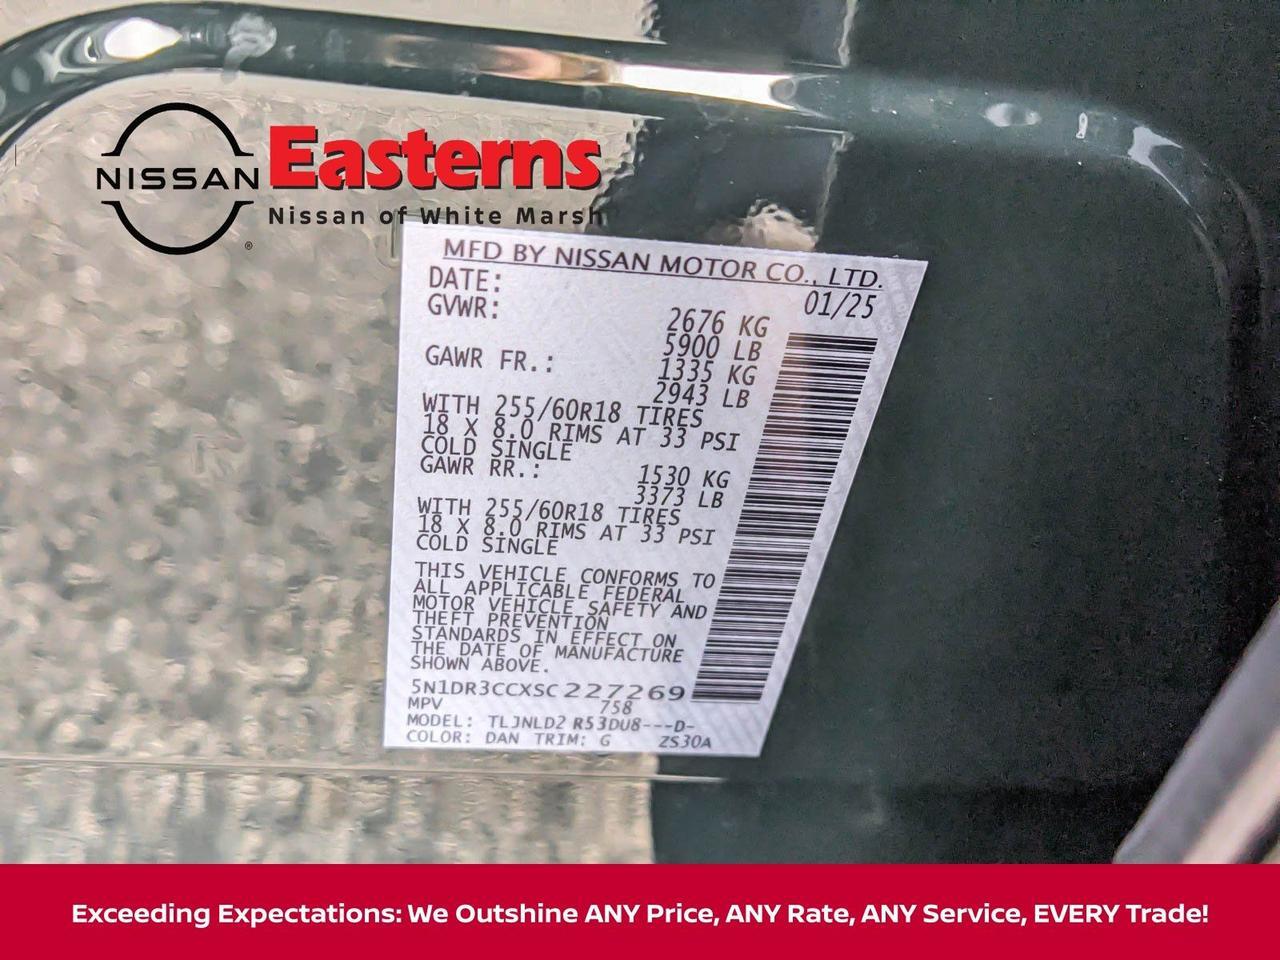 NISSAN
®
Easterns
Nissan of White Marsh
MFD BY NISSAN MOTOR CO., LTD.
DATE: 01/25
GVWR: 2676 KG
5900 LB
GAWR FR.: 1335 KG
2943 LB
WITH 255/60R18 TIRES
18 X 8.0 RIMS AT 33 PSI
COLD SINGLE
GAWR RR.: 1530 KG
3373 LB
WITH 255/60R18 TIRES
18 X 8.0 RIMS AT 33 PSI
COLD SINGLE
THIS VEHICLE CONFORMS TO
ALL APPLICABLE FEDERAL
MOTOR VEHICLE SAFETY AND
THEFT PREVENTION
STANDARDS IN EFFECT ON
THE DATE OF MANUFACTURE
SHOWN ABOVE.
5N1DR3CCXSC227269
MPV 758
MODEL: TLJNLD2 R53DU8---D-
COLOR: DAN TRIM: G ZS30A
Exceeding Expectations: We Outshine ANY Price, ANY Rate, ANY Service, EVERY Trade!